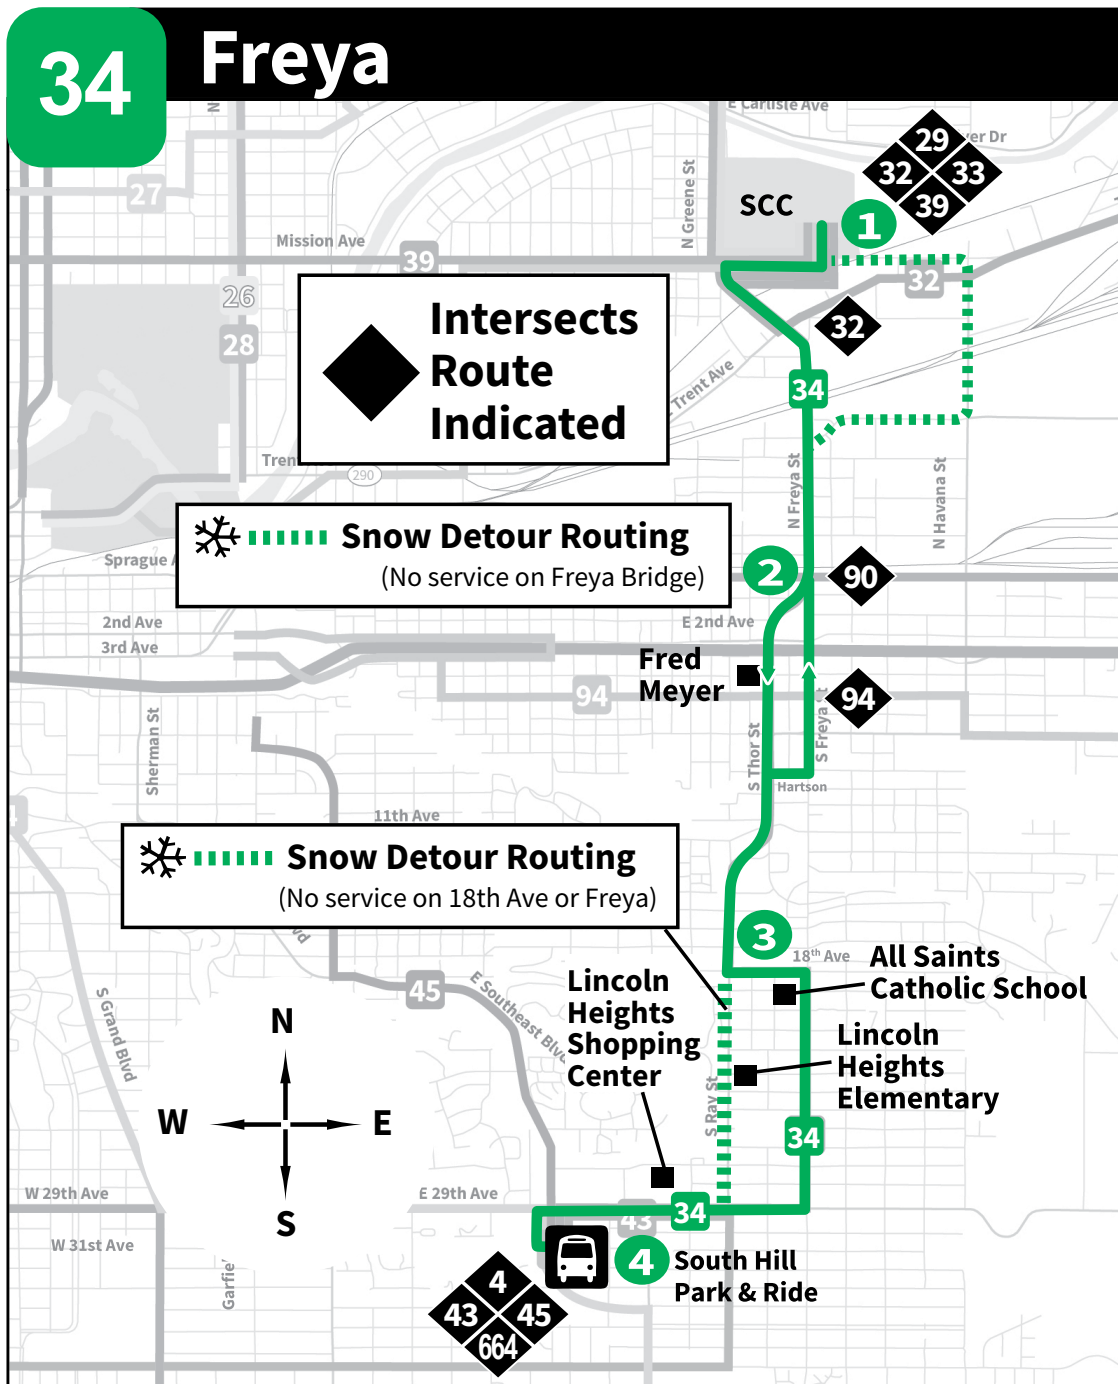 34 Freya
E Carlisle Ave
N
29
32 33
39
27
SCC
1
N Greene St
Mission Ave
39
32
26
28
Intersects
Route
Indicated
32
Trent Ave
34
290
N Freya St
N Havana St
Snow Detour Routing
(No service on Freya Bridge)
Sprague
2
90
2nd Ave
E 2nd Ave
3rd Ave
Fred
Meyer
94
94
Sherman St
S Thor St
S Freya St
Hartson
11th Ave
Snow Detour Routing
(No service on 18th Ave or Freya)
3
18th Ave
All Saints
Catholic School
45
E Southeast Blvd
S Grand Blvd
Lincoln
Heights
Shopping
Center
Lincoln
Heights
Elementary
S Ray St
N
W E
S
34
W 29th Ave
E 29th Ave
43
34
W 31st Ave
4
South Hill
Park & Ride
4
43 45
664